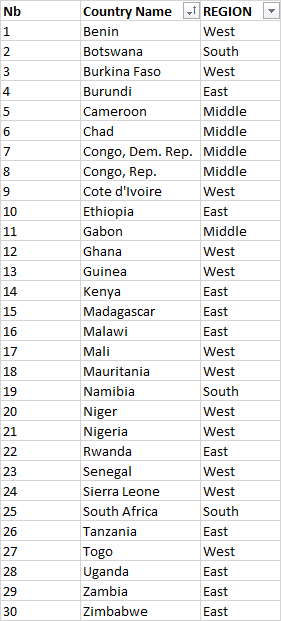 Nb Country Name REGION
1 Benin West
2 Botswana South
3 Burkina Faso West
4 Burundi East
5 Cameroon Middle
6 Chad Middle
7 Congo, Dem. Rep. Middle
8 Congo, Rep. Middle
9 Cote d'Ivoire West
10 Ethiopia East
11 Gabon Middle
12 Ghana West
13 Guinea West
14 Kenya East
15 Madagascar East
16 Malawi East
17 Mali West
18 Mauritania West
19 Namibia South
20 Niger West
21 Nigeria West
22 Rwanda East
23 Senegal West
24 Sierra Leone West
25 South Africa South
26 Tanzania East
27 Togo West
28 Uganda East
29 Zambia East
30 Zimbabwe East